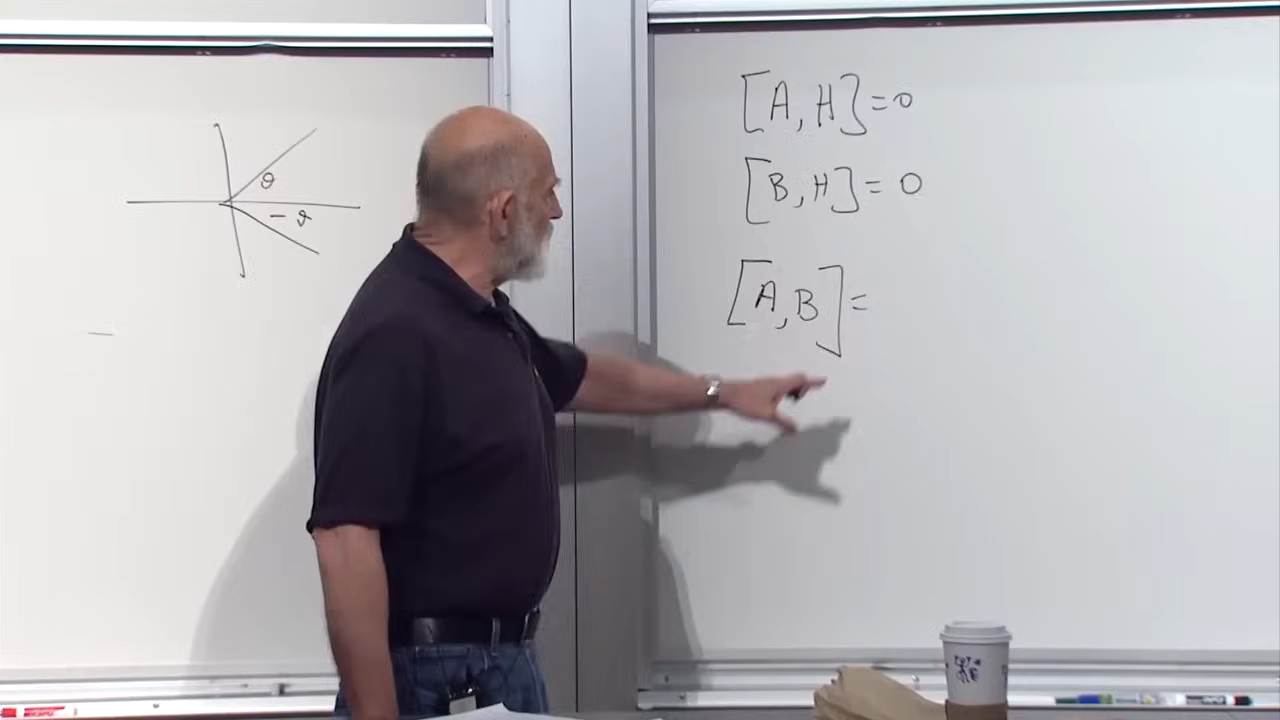 θ
- θ
[A, H] = 0
[B, H] = 0
[A, B] =